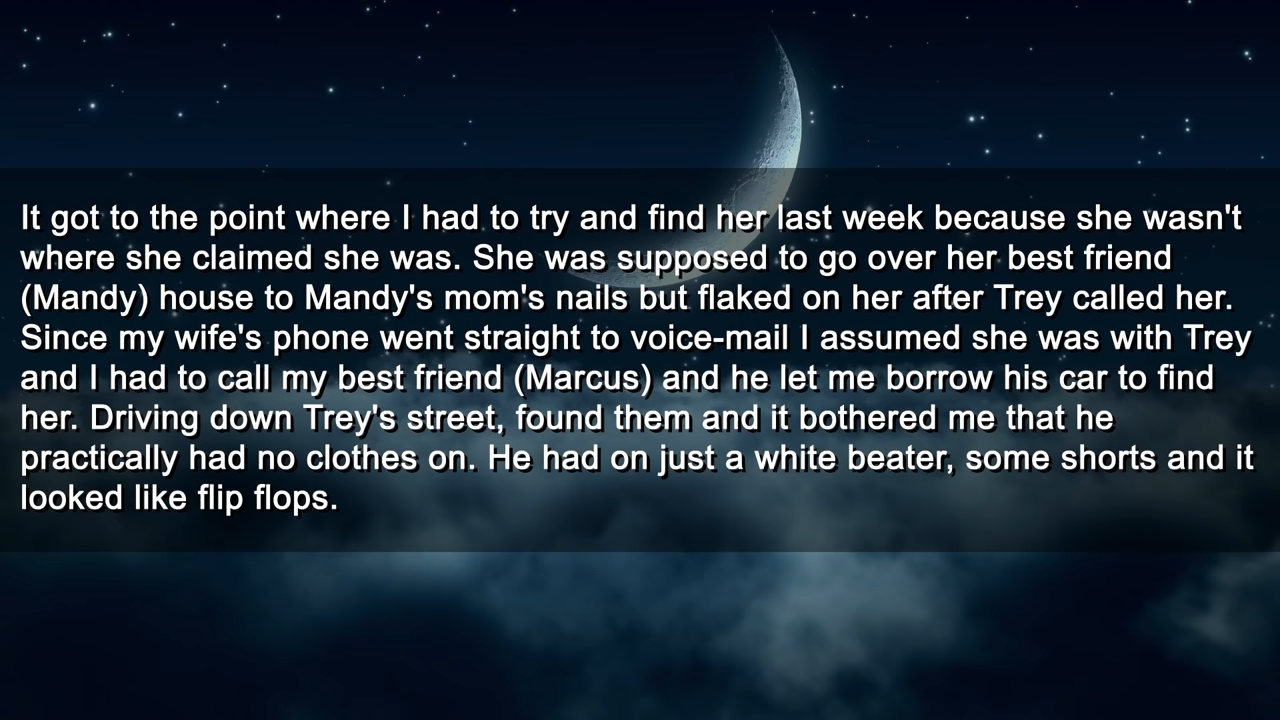 It got to the point where I had to try and find her last week because she wasn't
where she claimed she was. She was supposed to go over her best friend
(Mandy) house to Mandy's mom's nails but flaked on her after Trey called her.
Since my wife's phone went straight to voice-mail I assumed she was with Trey
and I had to call my best friend (Marcus) and he let me borrow his car to find
her. Driving down Trey's street, found them and it bothered me that he
practically had no clothes on. He had on just a white beater, some shorts and it
looked like flip flops.